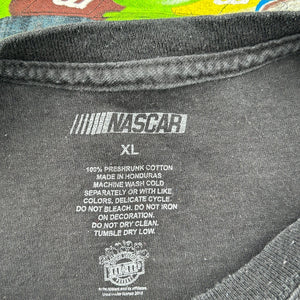 NASCAR
XL
100% PRESHRUNK COTTON
MADE IN HONDURAS
MACHINE WASH COLD
SEPARATELY OR WITH LIKE
COLORS, DELICATE CYCLE.
DO NOT BLEACH. DO NOT IRON
ON DECORATION.
DO NOT DRY CLEAN.
TUMBLE DRY LOW.